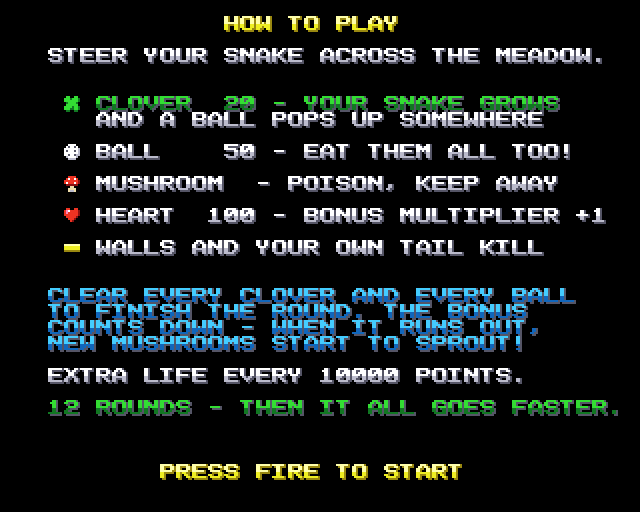 HOW TO PLAY
STEER YOUR SNAKE ACROSS THE MEADOW.
CLOVER 20 - YOUR SNAKE GROWS
AND A BALL POPS UP SOMEWHERE
BALL 50 - EAT THEM ALL TOO!
MUSHROOM - POISON, KEEP AWAY
HEART 100 - BONUS MULTIPLIER +1
WALLS AND YOUR OWN TAIL KILL
CLEAR EVERY CLOVER AND EVERY BALL
TO FINISH THE ROUND. THE BONUS
COUNTS DOWN - WHEN IT RUNS OUT,
NEW MUSHROOMS START TO SPROUT!
EXTRA LIFE EVERY 10000 POINTS.
12 ROUNDS - THEN IT ALL GOES FASTER.
PRESS FIRE TO START